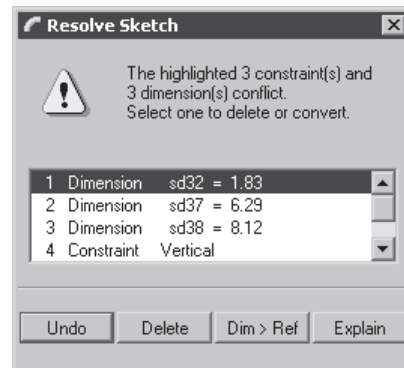 Resolve Sketch
The highlighted 3 constraint(s) and
3 dimension(s) conflict.
Select one to delete or convert.
1 Dimension sd32 = 1.83
2 Dimension sd37 = 6.29
3 Dimension sd38 = 8.12
4 Constraint Vertical
Undo Delete Dim > Ref Explain